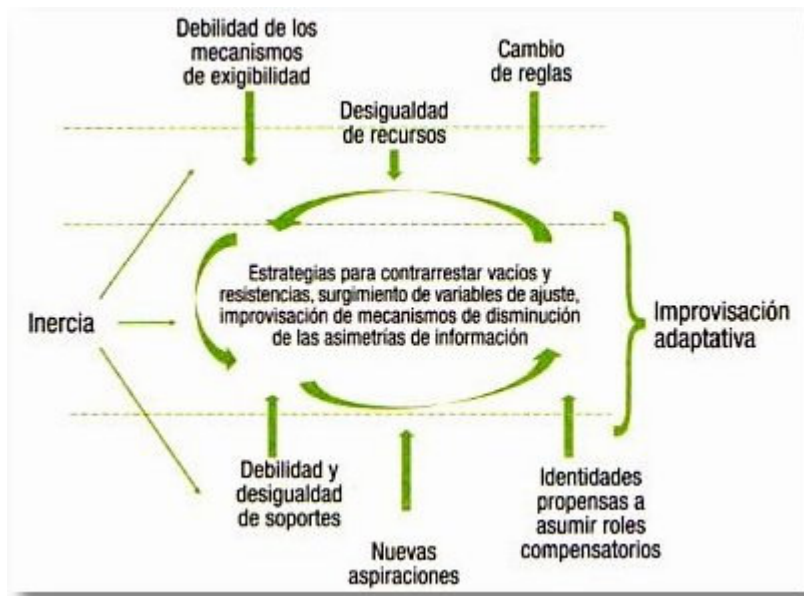 Debilidad de los
mecanismos
de exigibilidad
Cambio
de reglas
Desigualdad
de recursos
Estrategias para contrarrestar vacíos y
resistencias, surgimiento de variables de ajuste,
improvisación de mecanismos de disminución
de las asimetrías de información
Inercia
Improvisación
adaptativa
Debilidad y
desigualdad
de soportes
Nuevas
aspiraciones
Identidades
propensas a
asumir roles
compensatorios